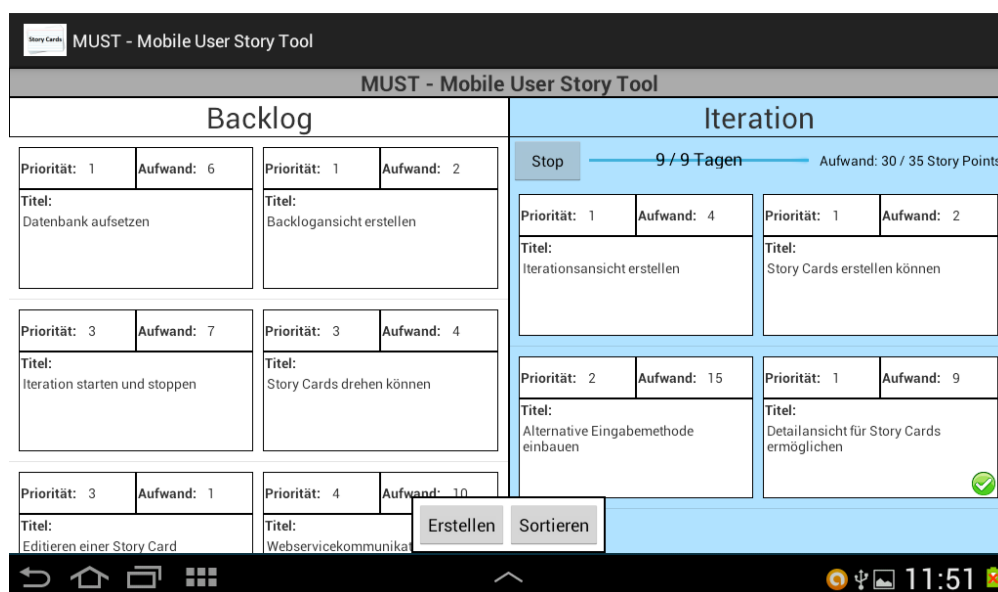 Story Cards
MUST - Mobile User Story Tool
MUST - Mobile User Story Tool
Backlog
Priorität: 1 Aufwand: 6
Titel:
Datenbank aufsetzen
Priorität: 1 Aufwand: 2
Titel:
Backlogansicht erstellen
Priorität: 3 Aufwand: 7
Titel:
Iteration starten und stoppen
Priorität: 3 Aufwand: 4
Titel:
Story Cards drehen können
Priorität: 3 Aufwand: 1
Titel:
Editieren einer Story Card
Priorität: 4 Aufwand: 10
Titel:
Webservicekommunikat
Iteration
Stop 9 / 9 Tagen Aufwand: 30 / 35 Story Points
Priorität: 1 Aufwand: 4
Titel:
Iterationsansicht erstellen
Priorität: 1 Aufwand: 2
Titel:
Story Cards erstellen können
Priorität: 2 Aufwand: 15
Titel:
Alternative Eingabemethode
einbauen
Priorität: 1 Aufwand: 9
Titel:
Detailansicht für Story Cards
ermöglichen
Erstellen Sortieren
11:51